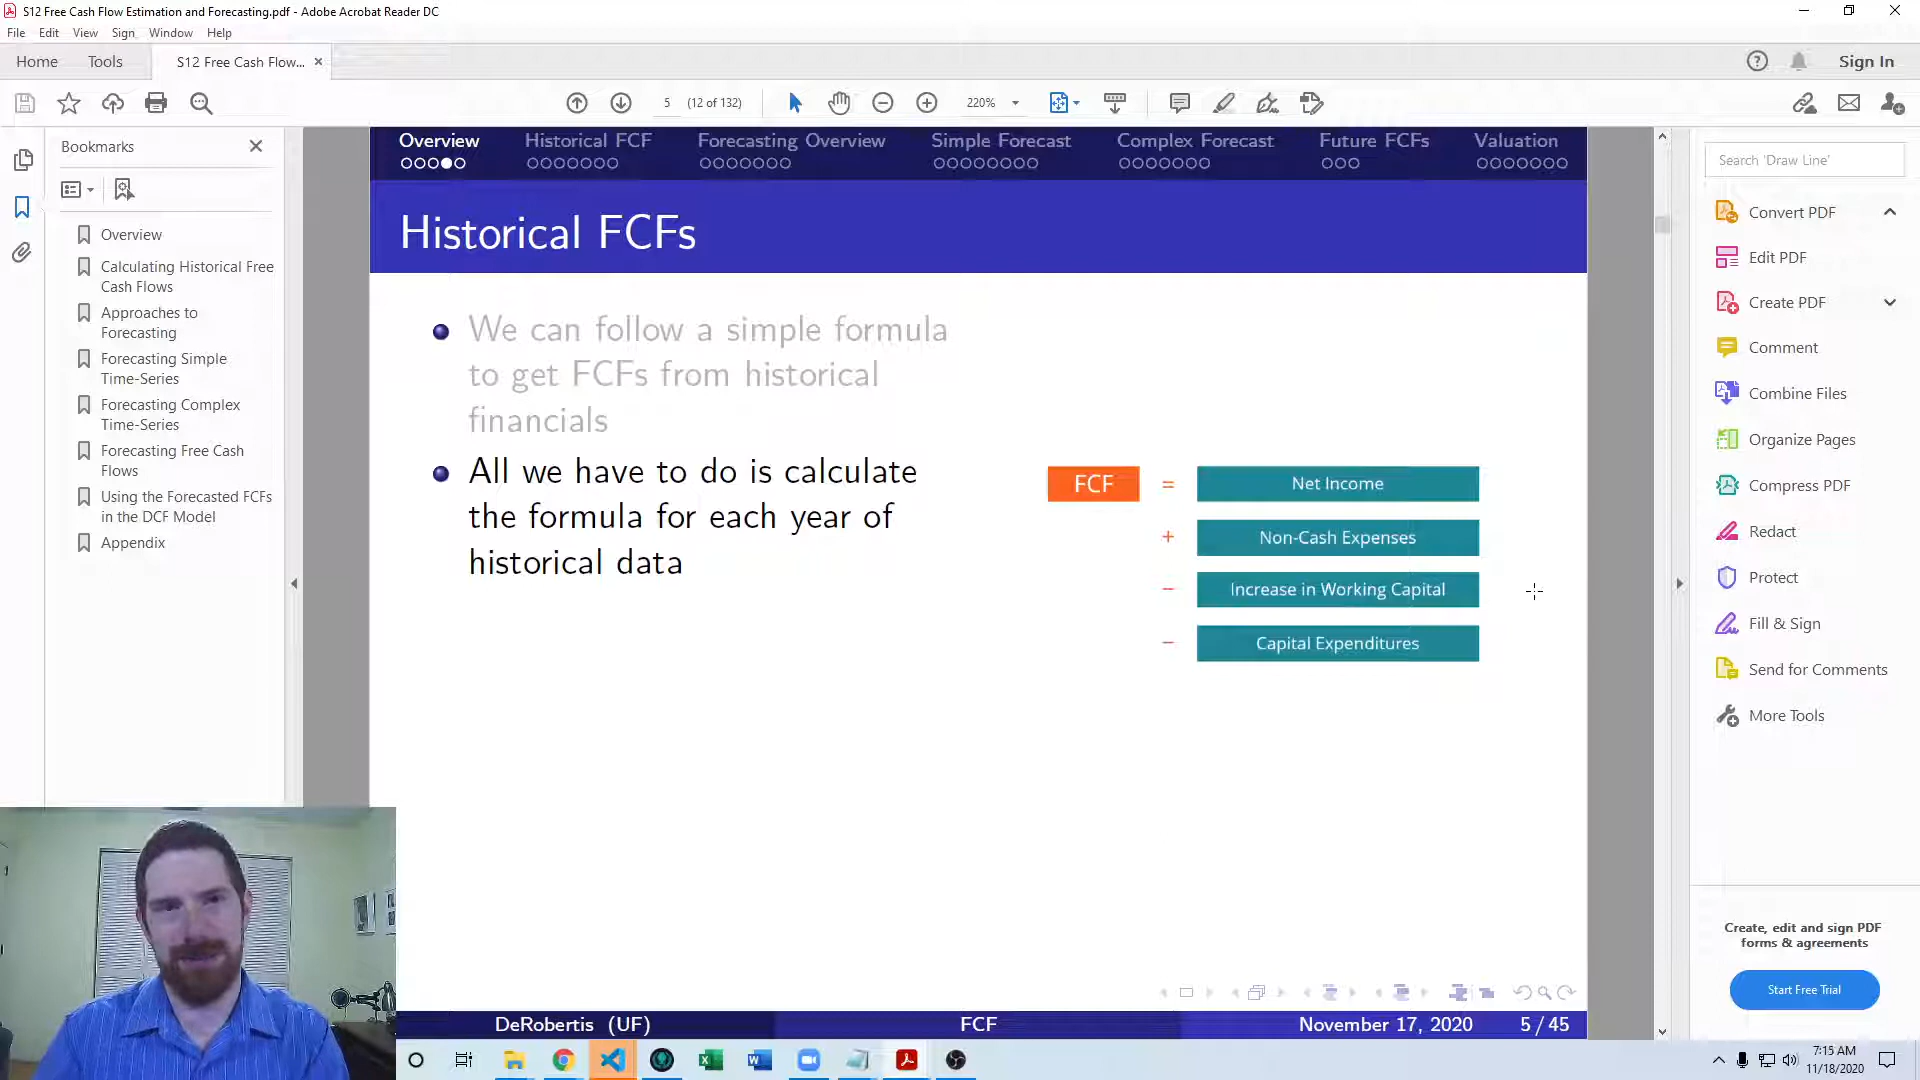 S12 Free Cash Flow Estimation and Forecasting.pdf - Adobe Acrobat Reader DC
File Edit View Sign Window Help
Home Tools S12 Free Cash Flow... Sign In
5 (12 of 132) 220%
Bookmarks
Overview
Calculating Historical Free
Cash Flows
Approaches to
Forecasting
Forecasting Simple
Time-Series
Forecasting Complex
Time-Series
Forecasting Free Cash
Flows
Using the Forecasted FCFs
in the DCF Model
Appendix
Overview Historical FCF Forecasting Overview Simple Forecast Complex Forecast Future FCFs Valuation
Historical FCFs
We can follow a simple formula
to get FCFs from historical
financials
All we have to do is calculate
the formula for each year of
historical data
FCF = Net Income
+ Non-Cash Expenses
− Increase in Working Capital
− Capital Expenditures
DeRobertis (UF) FCF November 17, 2020 5 / 45
Search 'Draw Line'
Convert PDF
Edit PDF
Create PDF
Comment
Combine Files
Organize Pages
Compress PDF
Redact
Protect
Fill & Sign
Send for Comments
More Tools
Create, edit and sign PDF
forms & agreements
Start Free Trial
7:15 AM
11/18/2020